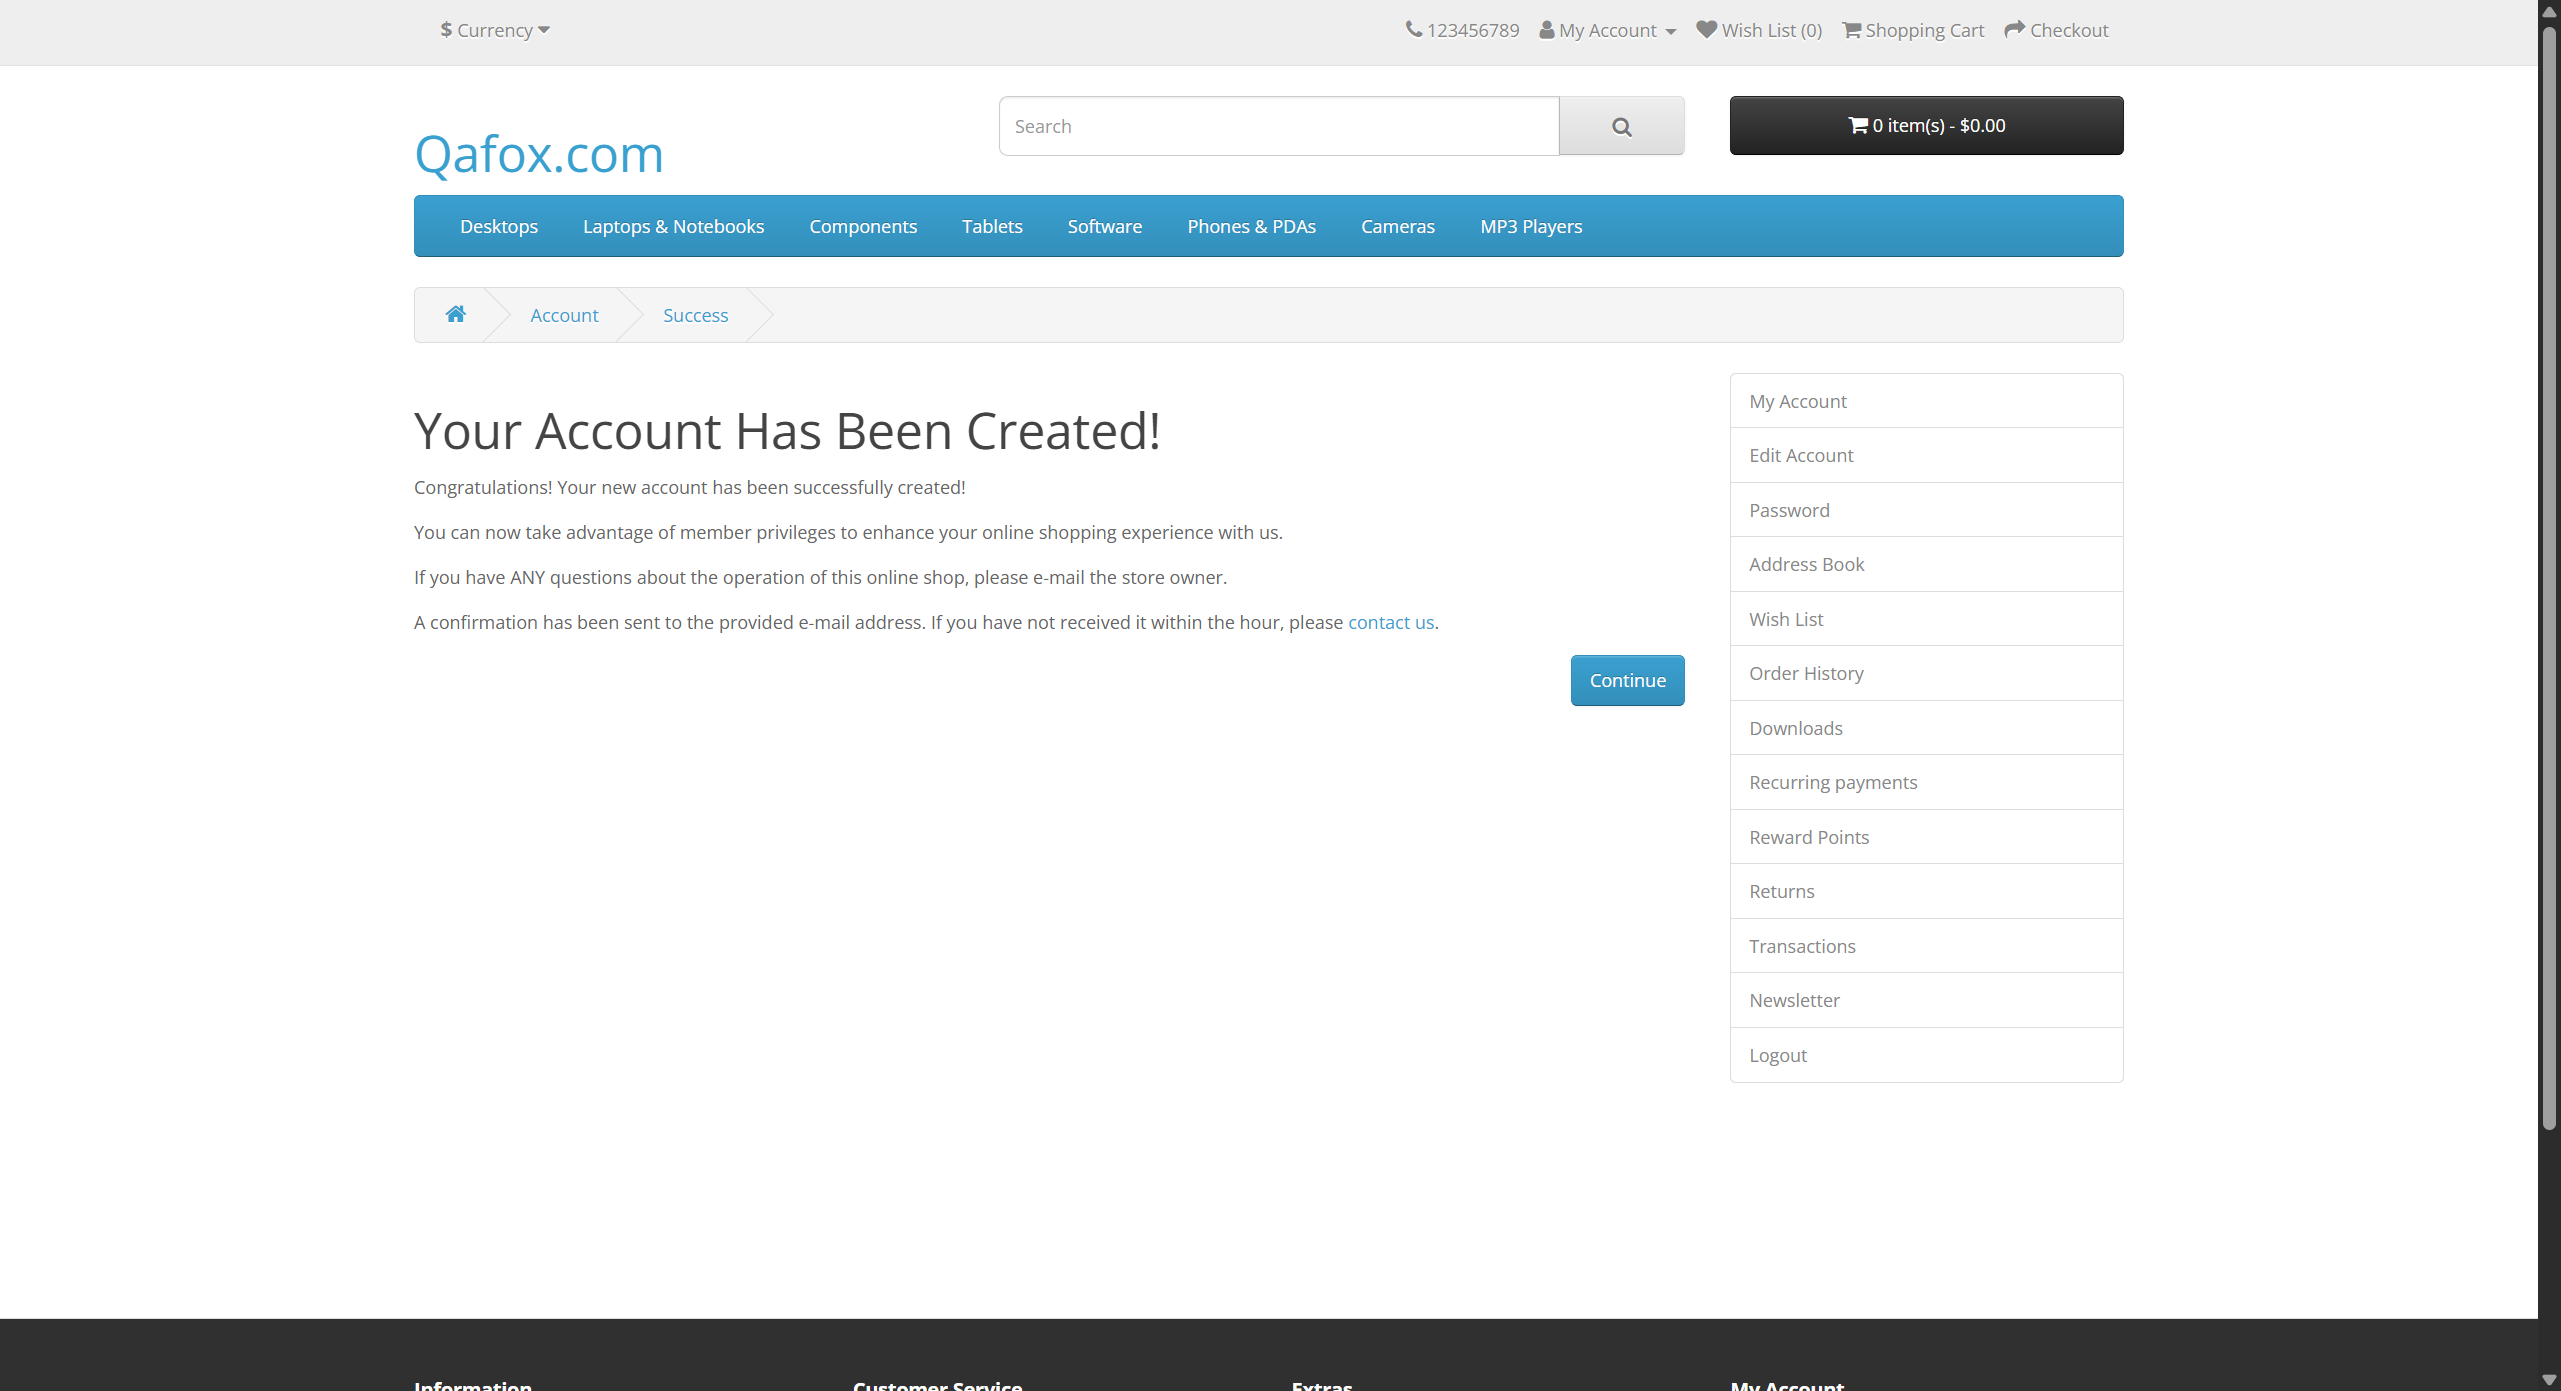 $ Currency
123456789 My Account Wish List (0) Shopping Cart Checkout
Qafox.com
Search
0 item(s) - $0.00
Desktops Laptops & Notebooks Components Tablets Software Phones & PDAs Cameras MP3 Players
Account Success
Your Account Has Been Created!
Congratulations! Your new account has been successfully created!
You can now take advantage of member privileges to enhance your online shopping experience with us.
If you have ANY questions about the operation of this online shop, please e-mail the store owner.
A confirmation has been sent to the provided e-mail address. If you have not received it within the hour, please contact us.
Continue
My Account
Edit Account
Password
Address Book
Wish List
Order History
Downloads
Recurring payments
Reward Points
Returns
Transactions
Newsletter
Logout
Information Customer Service Extras My Account